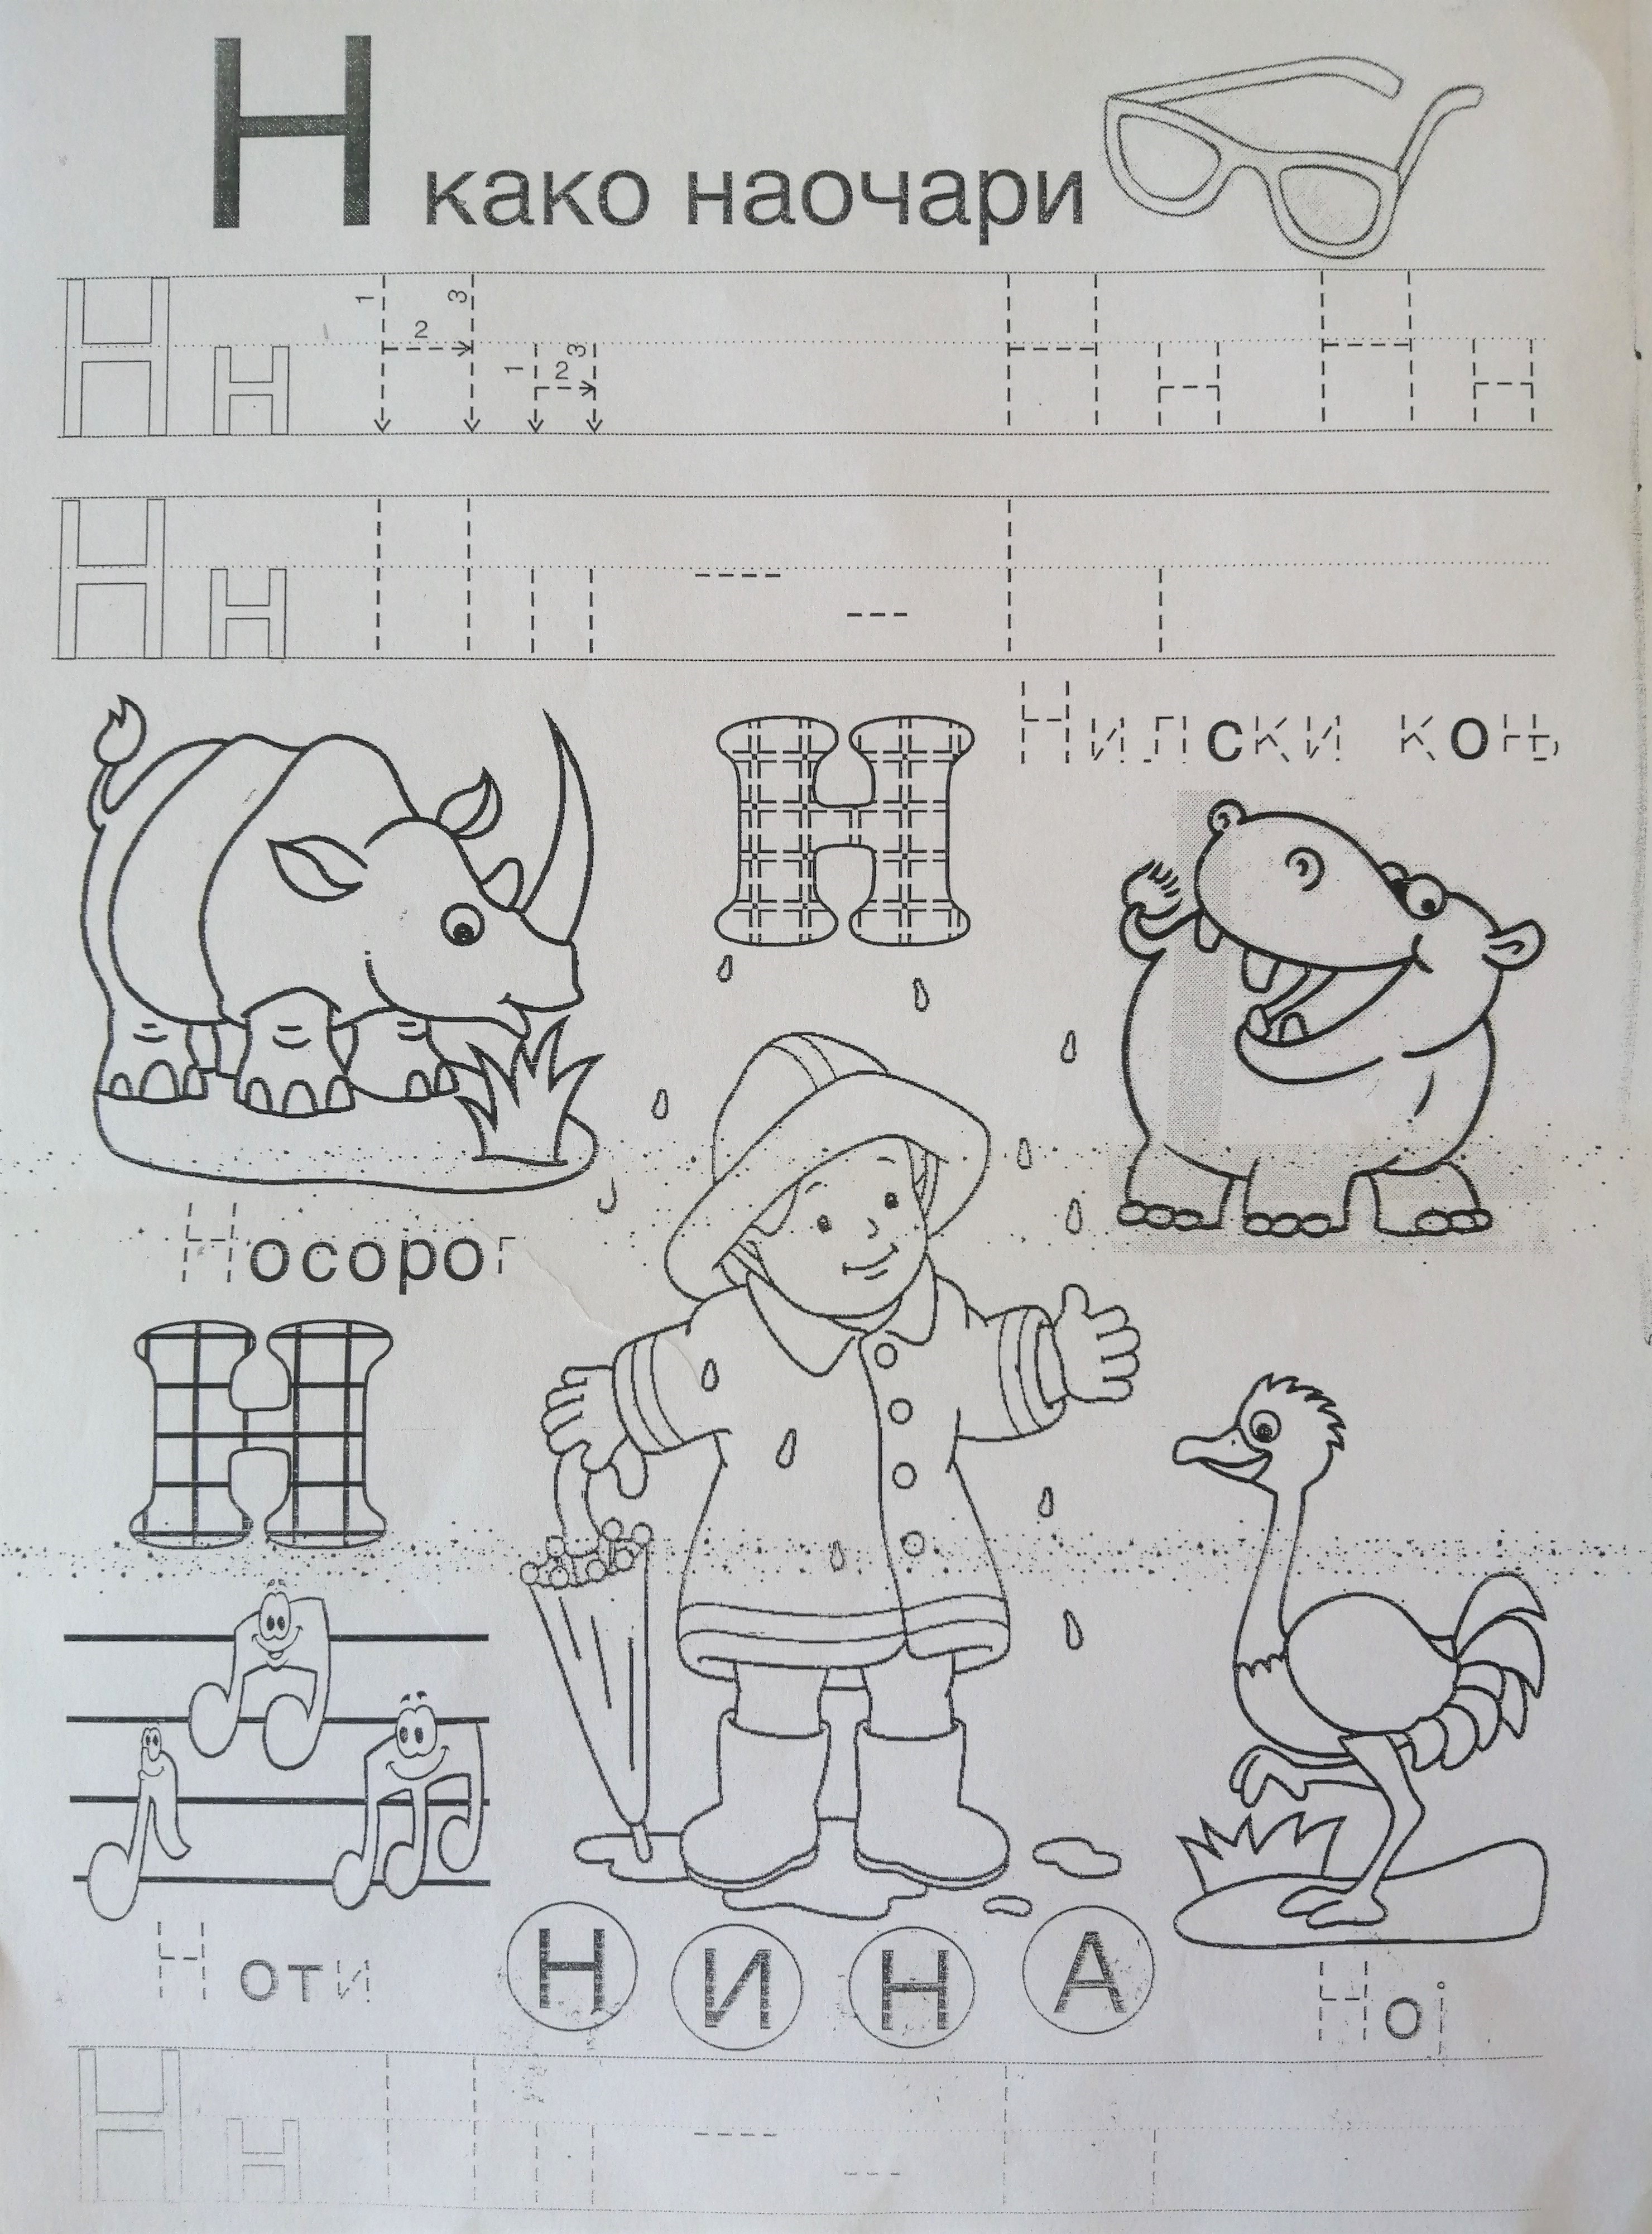 Н како наочари
Н н 1 2 3 1 2 3 Н н Н н
Н н
Н Нилски коњ
Носорог
Н
Ноти
Н И Н А
Ној
Н н